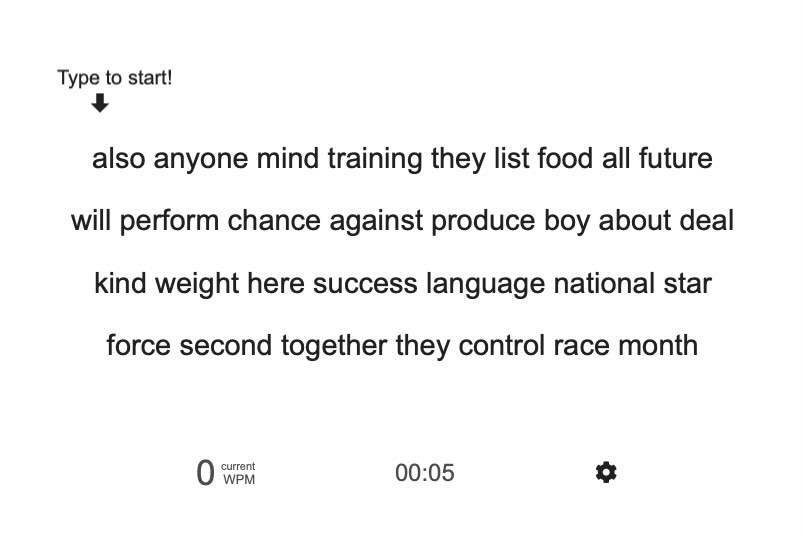 Type to start!
also anyone mind training they list food all future
will perform chance against produce boy about deal
kind weight here success language national star
force second together they control race month
0 current WPM
00:05